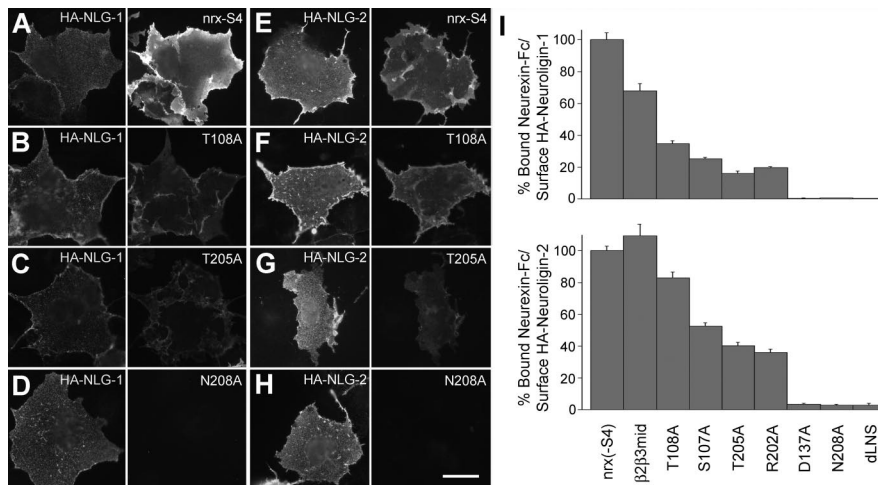 A HA-NLG-1 nrx-S4 E HA-NLG-2 nrx-S4
B HA-NLG-1 T108A F HA-NLG-2 T108A
C HA-NLG-1 T205A G HA-NLG-2 T205A
D HA-NLG-1 N208A H HA-NLG-2 N208A
I
% Bound Neurexin-Fc/
Surface HA-Neuroligin-1
100
80
60
40
20
0
% Bound Neurexin-Fc/
Surface HA-Neuroligin-2
100
80
60
40
20
0
nrx(-S4)
β2β3mid
T108A
S107A
T205A
R202A
D137A
N208A
dLNS